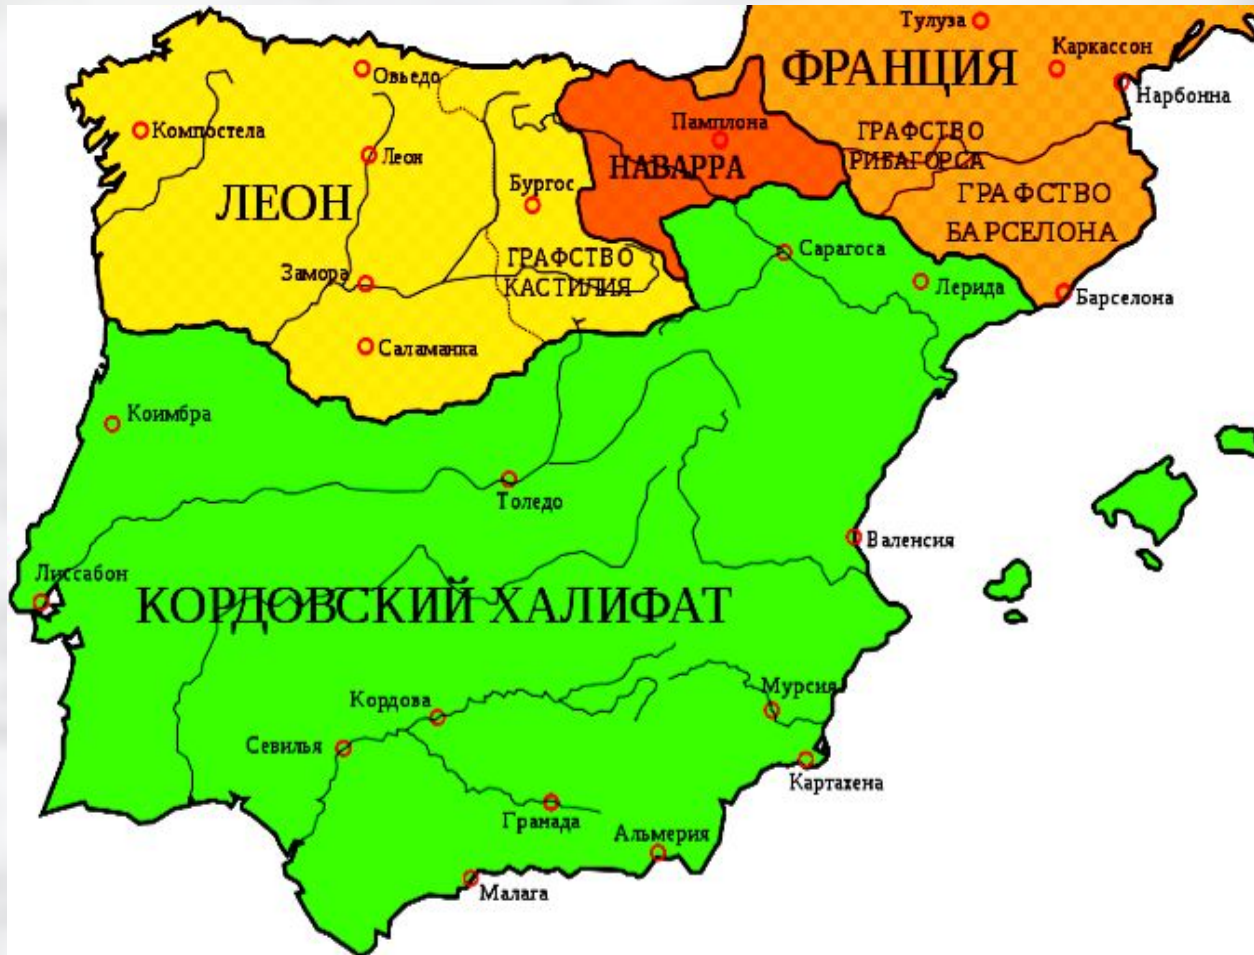 Тулуза
Каркассон
ФРАНЦИЯ
Овьедо
Нарбонна
Компостела
Памплона
ГРАФСТВО
РИБАГОРСА
Леон
НАВАРРА
Бургос
ГРАФСТВО
БАРСЕЛОНА
ЛЕОН
Сарагоса
ГРАФСТВО
КАСТИЛИЯ
Замора
Лерида
Барселона
Саламанка
Коимбра
Толедо
Валенсия
Лиссабон
КОРДОВСКИЙ ХАЛИФАТ
Мурсия
Кордова
Севилья
Картахена
Гранада
Альмерия
Малага